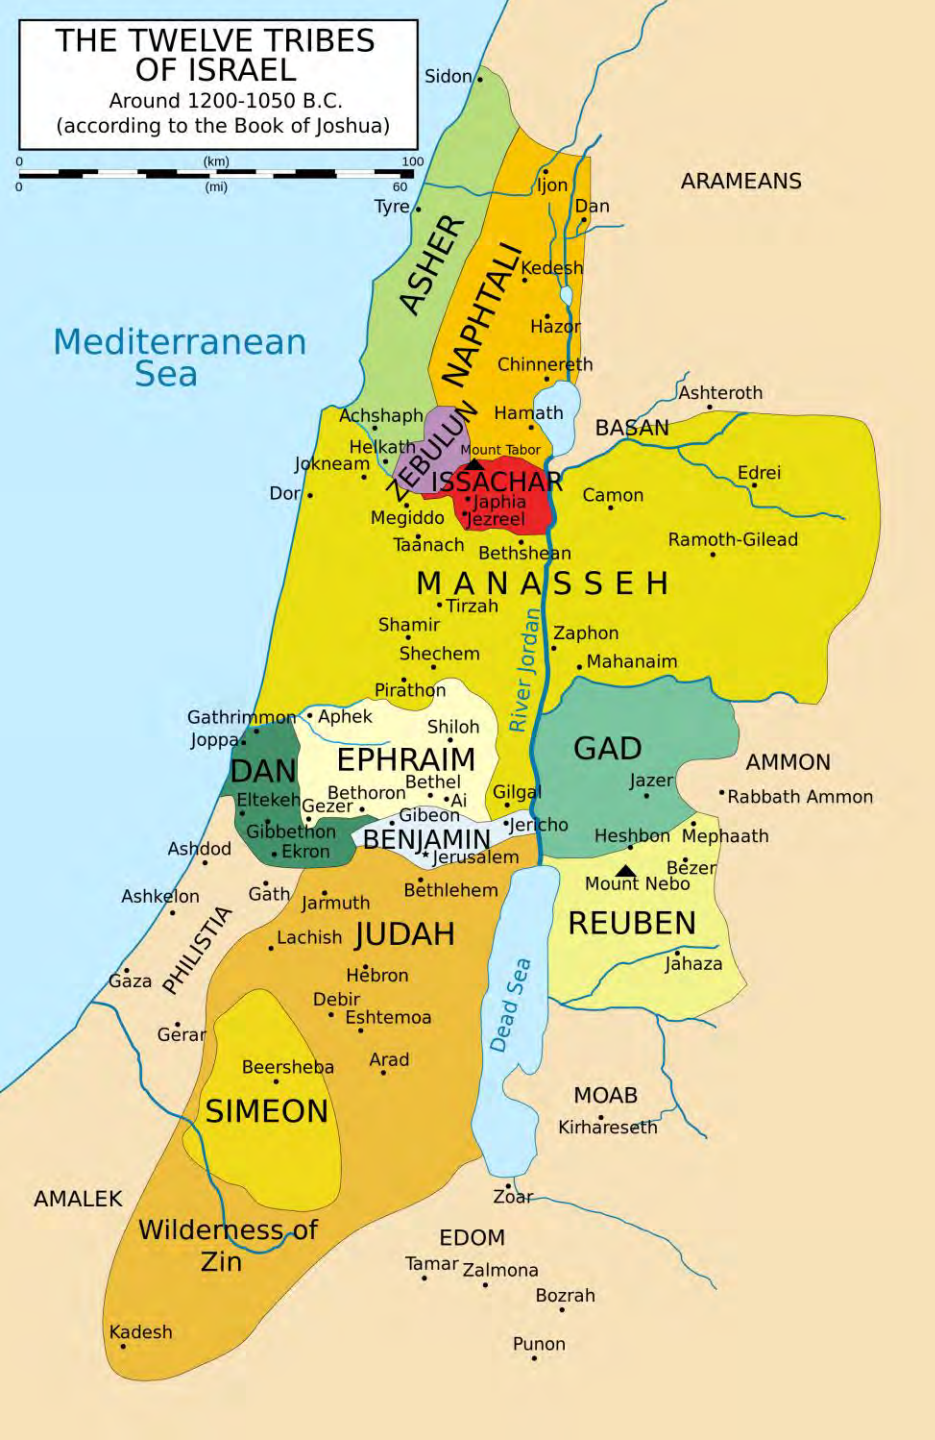 THE TWELVE TRIBES
OF ISRAEL
Around 1200-1050 B.C.
(according to the Book of Joshua)
0 (km) 100
0 (mi) 60
Sidon
ARAMEANS
Ijon
Tyre
Dan
ASHER
NAPHTALI
Kedesh
Hazor
Mediterranean
Sea
Chinnereth
Ashteroth
Achshaph
Hamath
BASAN
ZEBULUN
Helkath
Mount Tabor
Jokneam
Edrei
ISSACHAR
Dor
Camon
Japhia
Megiddo
Jezreel
Taanach
Bethshean
Ramoth-Gilead
MANASSEH
Tirzah
Shamir
Zaphon
Shechem
Mahanaim
River Jordan
Pirathon
Gathrimmon
Aphek
Shiloh
Joppa
GAD
EPHRAIM
AMMON
DAN
Bethel
Jazer
Bethoron
Gilgal
Rabbath Ammon
Eltekeh
Gezer
Ai
Gibeon
Jericho
Gibbethon
BENJAMIN
Heshbon
Mephaath
Ashdod
Ekron
Jerusalem
Bezer
Mount Nebo
Ashkelon
Gath
Jarmuth
Bethlehem
REUBEN
PHILISTIA
Lachish
JUDAH
Jahaza
Gaza
Hebron
Dead Sea
Debir
Eshtemoa
Gerar
Beersheba
Arad
MOAB
SIMEON
Kirhareseth
AMALEK
Zoar
Wilderness of
Zin
EDOM
Tamar
Zalmona
Bozrah
Kadesh
Punon